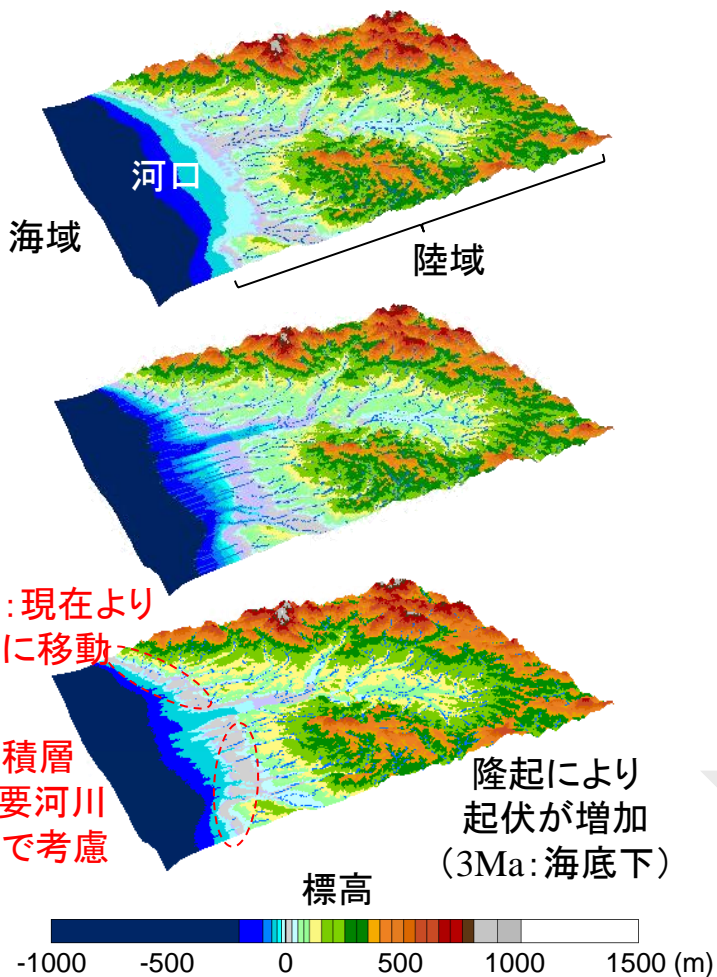 河口
海域
陸域
:現在より
に移動
積層
要河川
で考慮
隆起により
起伏が増加
(3Ma:海底下)
標高
-1000 -500 0 500 1000 1500 (m)